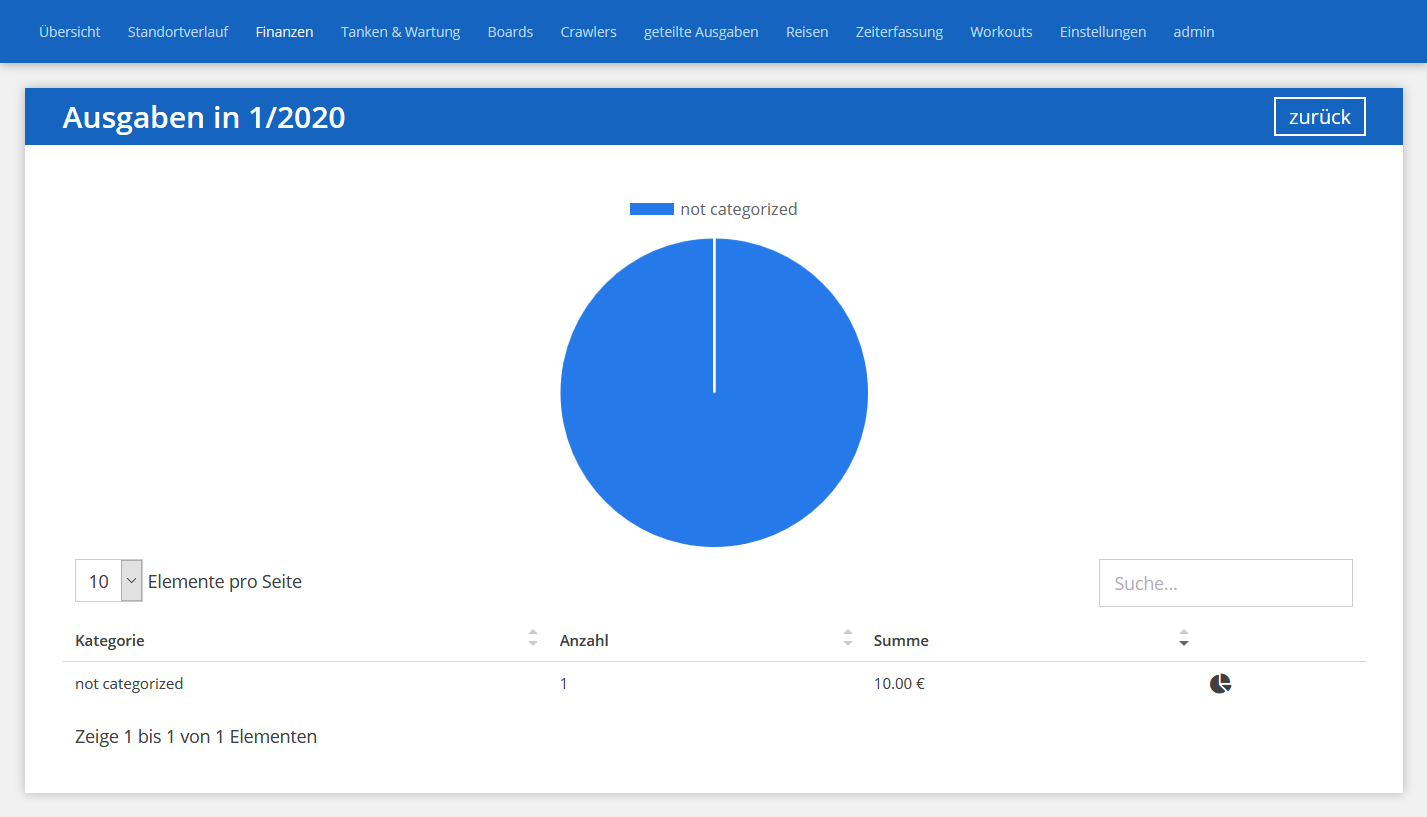 Übersicht Standortverlauf Finanzen Tanken & Wartung Boards Crawlers geteilte Ausgaben Reisen Zeiterfassung Workouts Einstellungen admin
Ausgaben in 1/2020 zurück
not categorized
10 Elemente pro Seite Suche...
Kategorie Anzahl Summe
not categorized 1 10.00 €
Zeige 1 bis 1 von 1 Elementen